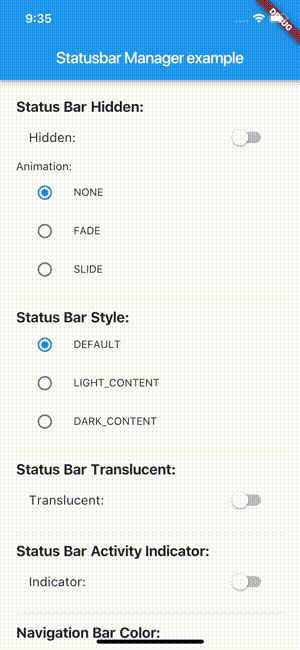 9:35
DEBUG
Statusbar Manager example
Status Bar Hidden:
Hidden:
Animation:
NONE
FADE
SLIDE
Status Bar Style:
DEFAULT
LIGHT_CONTENT
DARK_CONTENT
Status Bar Translucent:
Translucent:
Status Bar Activity Indicator:
Indicator:
Navigation Bar Color: